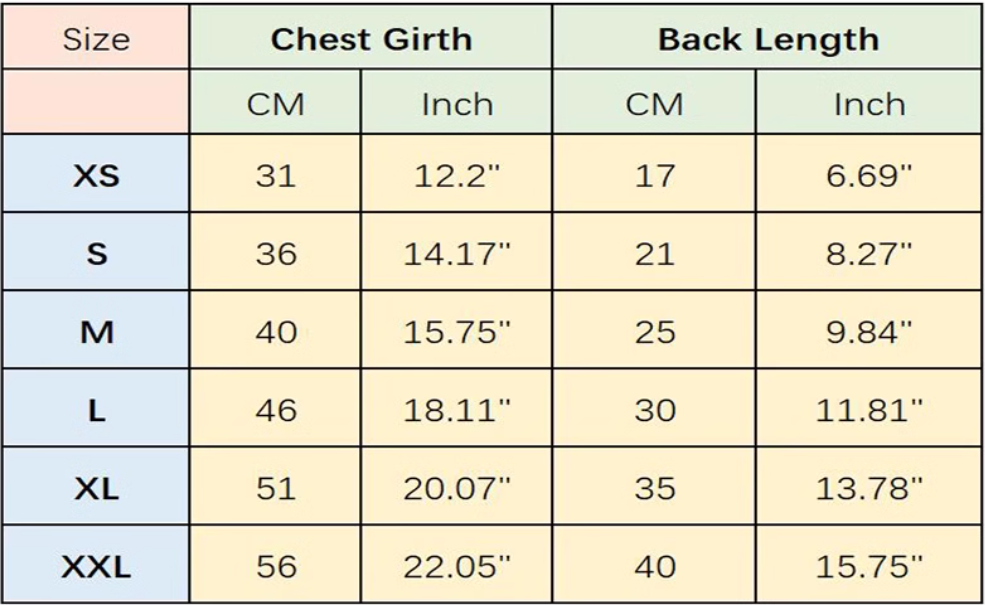 Size Chest Girth Back Length
CM Inch CM Inch
XS 31 12.2" 17 6.69"
S 36 14.17" 21 8.27"
M 40 15.75" 25 9.84"
L 46 18.11" 30 11.81"
XL 51 20.07" 35 13.78"
XXL 56 22.05" 40 15.75"